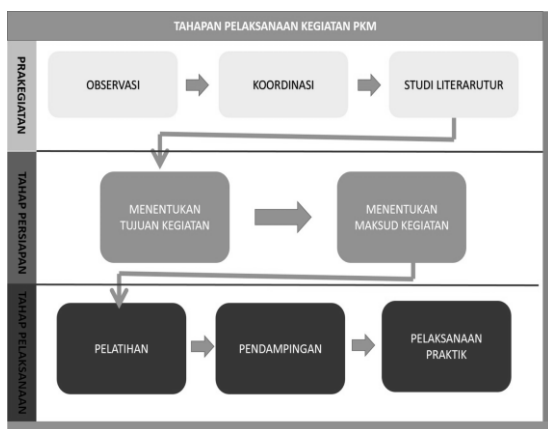 TAHAPAN PELAKSANAAN KEGIATAN PKM
PRAKEGIATAN
OBSERVASI
KOORDINASI
STUDI LITERARUTUR
TAHAP PERSIAPAN
MENENTUKAN
TUJUAN KEGIATAN
MENENTUKAN
MAKSUD KEGIATAN
TAHAP PELAKSANAAN
PELATIHAN
PENDAMPINGAN
PELAKSANAAN
PRAKTIK